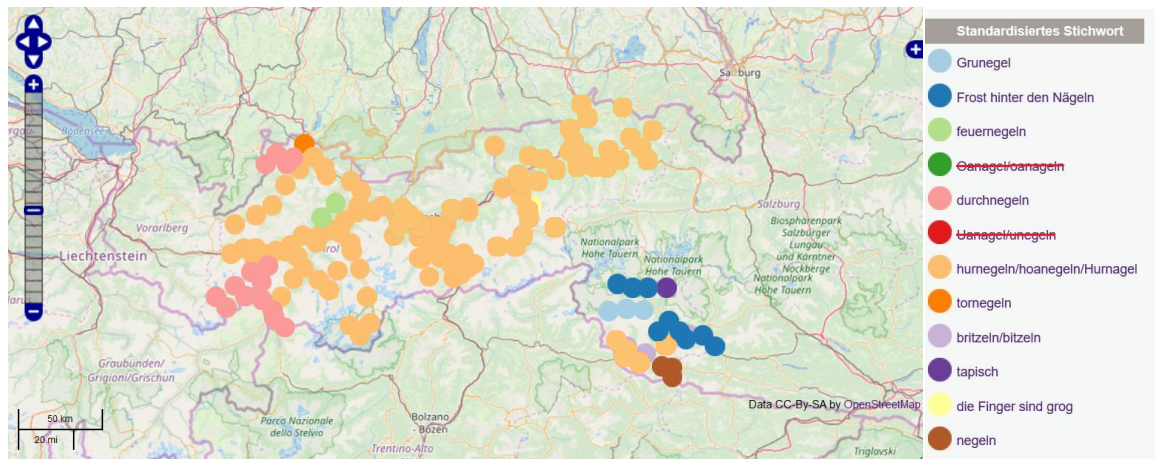 Standardisiertes Stichwort
Grunegel
Frost hinter den Nägeln
feuernegeln
Oanagel/oanageln
durchnegeln
Uanagel/unegeln
hurnegeln/hoanegeln/Hurnagel
tornegeln
britzeln/bitzeln
tapisch
die Finger sind grog
negeln
Bodensee
Vorarlberg
Liechtenstein
Graubünden/
Grigioni/Grischun
Parco Nazionale
dello Stelvio
Bolzano
- Bozen
Trentino-Alto
Salzburg
Nationalpark
Hohe Tauern
Nationalpark
Hohe Tauern
Biosphärenpark
Salzburger
Lungau
und Kärntner
Nockberge
Nationalpark
Hohe Tauern
Triglavski
50 km
20 mi
Data CC-By-SA by OpenStreetMap